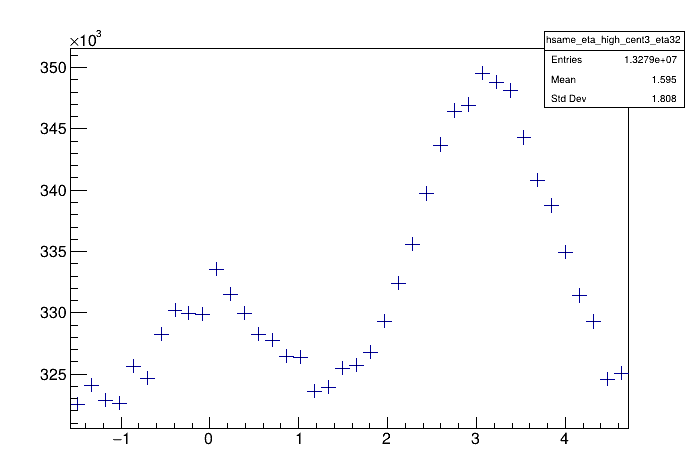 ×10³
hsame_eta_high_cent3_eta32
Entries 1.3279e+07
Mean 1.595
Std Dev 1.808
350
345
340
335
330
325
−1 0 1 2 3 4